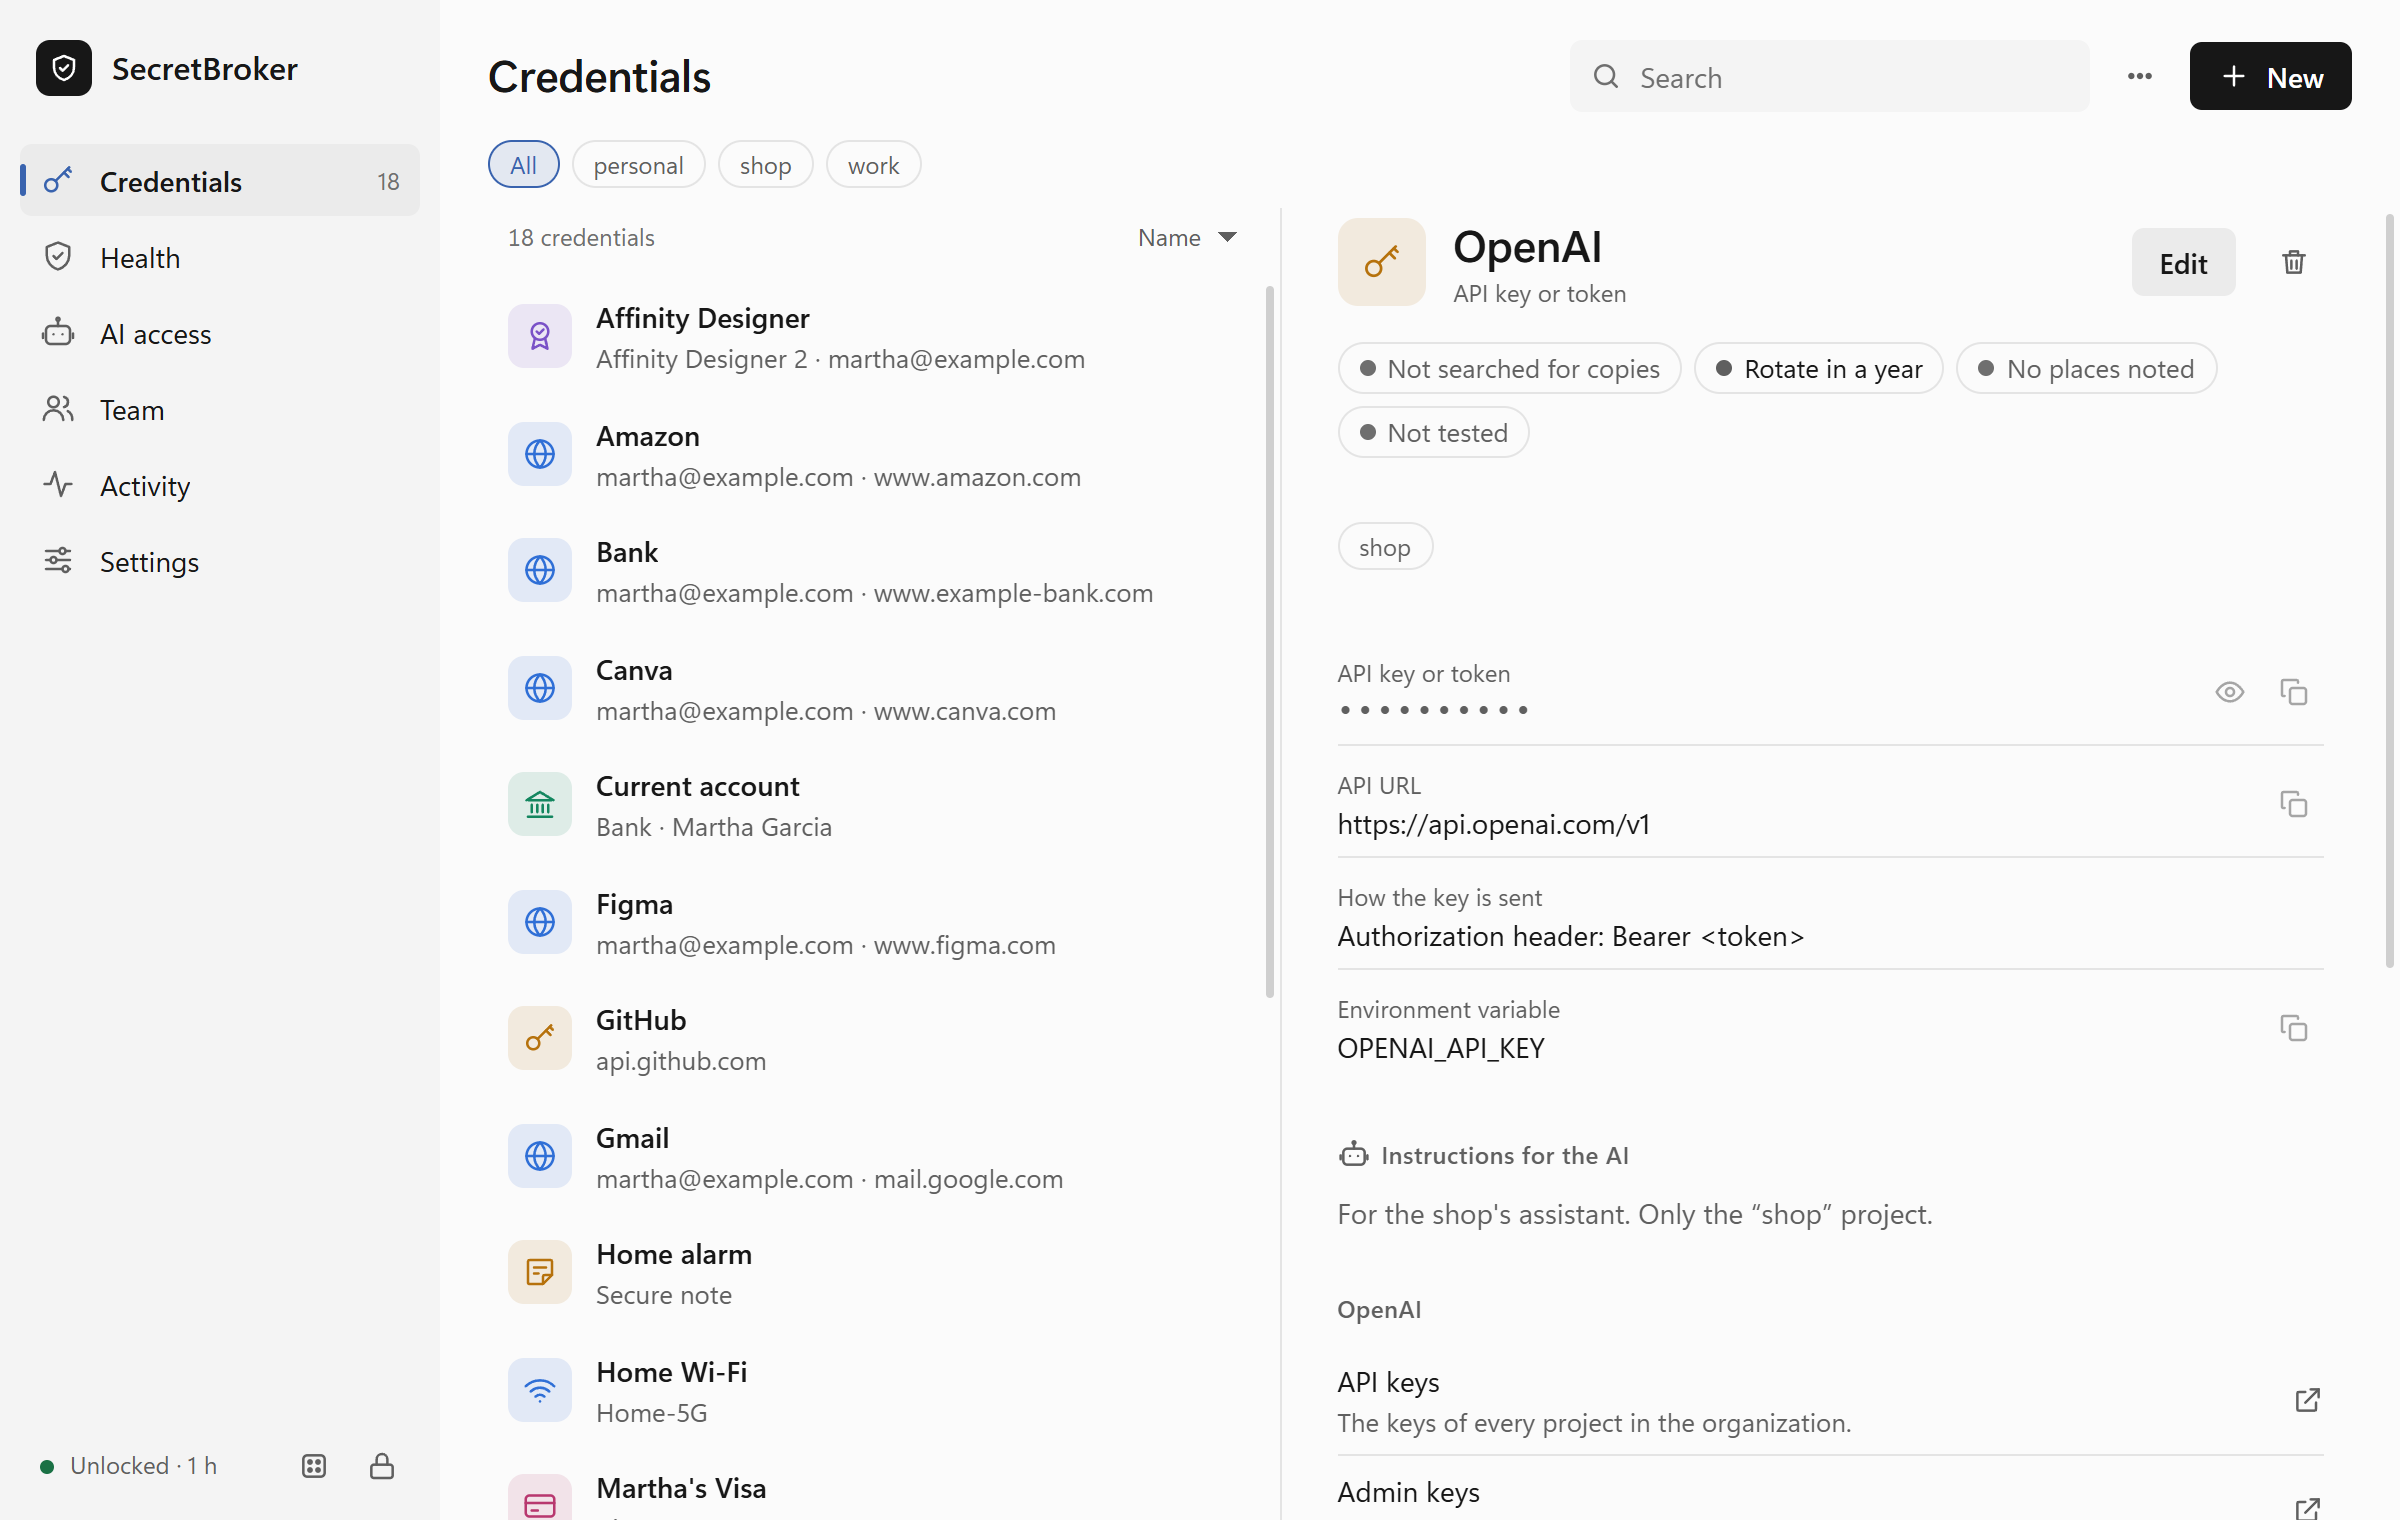 SecretBroker
Credentials
18
Health
AI access
Team
Activity
Settings
Unlocked · 1 h
Credentials
Search
New
All
personal
shop
work
18 credentials
Name
Affinity Designer
Affinity Designer 2 · martha@example.com
Amazon
martha@example.com · www.amazon.com
Bank
martha@example.com · www.example-bank.com
Canva
martha@example.com · www.canva.com
Current account
Bank · Martha Garcia
Figma
martha@example.com · www.figma.com
GitHub
api.github.com
Gmail
martha@example.com · mail.google.com
Home alarm
Secure note
Home Wi-Fi
Home-5G
Martha's Visa
OpenAI
API key or token
Edit
Not searched for copies
Rotate in a year
No places noted
Not tested
shop
API key or token
••••••••••
API URL
https://api.openai.com/v1
How the key is sent
Authorization header: Bearer <token>
Environment variable
OPENAI_API_KEY
Instructions for the AI
For the shop's assistant. Only the “shop” project.
OpenAI
API keys
The keys of every project in the organization.
Admin keys